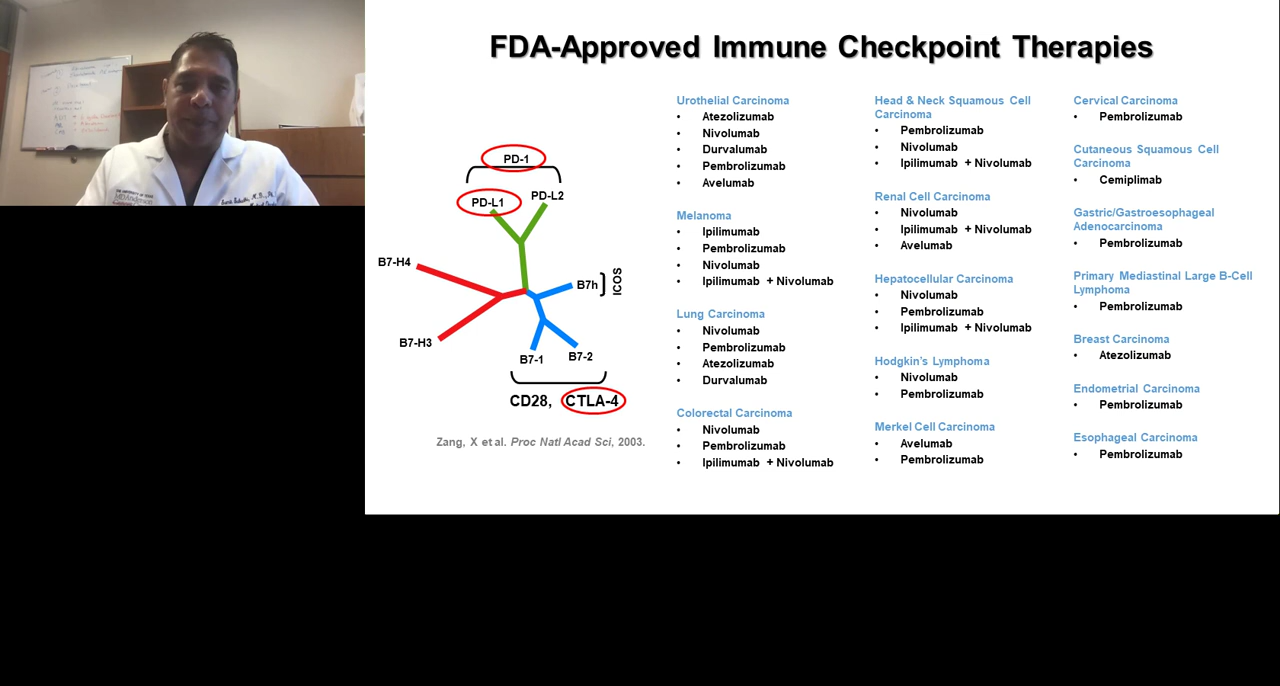 FDA-Approved Immune Checkpoint Therapies
PD-1
PD-L1
PD-L2
B7-H4
B7h
ICOS
B7-H3
B7-1
B7-2
CD28, CTLA-4
Zang, X et al. Proc Natl Acad Sci, 2003.
Urothelial Carcinoma
• Atezolizumab
• Nivolumab
• Durvalumab
• Pembrolizumab
• Avelumab
Melanoma
• Ipilimumab
• Pembrolizumab
• Nivolumab
• Ipilimumab + Nivolumab
Lung Carcinoma
• Nivolumab
• Pembrolizumab
• Atezolizumab
• Durvalumab
Colorectal Carcinoma
• Nivolumab
• Pembrolizumab
• Ipilimumab + Nivolumab
Head & Neck Squamous Cell
Carcinoma
• Pembrolizumab
• Nivolumab
• Ipilimumab + Nivolumab
Renal Cell Carcinoma
• Nivolumab
• Ipilimumab + Nivolumab
• Avelumab
Hepatocellular Carcinoma
• Nivolumab
• Pembrolizumab
• Ipilimumab + Nivolumab
Hodgkin's Lymphoma
• Nivolumab
• Pembrolizumab
Merkel Cell Carcinoma
• Avelumab
• Pembrolizumab
Cervical Carcinoma
• Pembrolizumab
Cutaneous Squamous Cell
Carcinoma
• Cemiplimab
Gastric/Gastroesophageal
Adenocarcinoma
• Pembrolizumab
Primary Mediastinal Large B-Cell
Lymphoma
• Pembrolizumab
Breast Carcinoma
• Atezolizumab
Endometrial Carcinoma
• Pembrolizumab
Esophageal Carcinoma
• Pembrolizumab